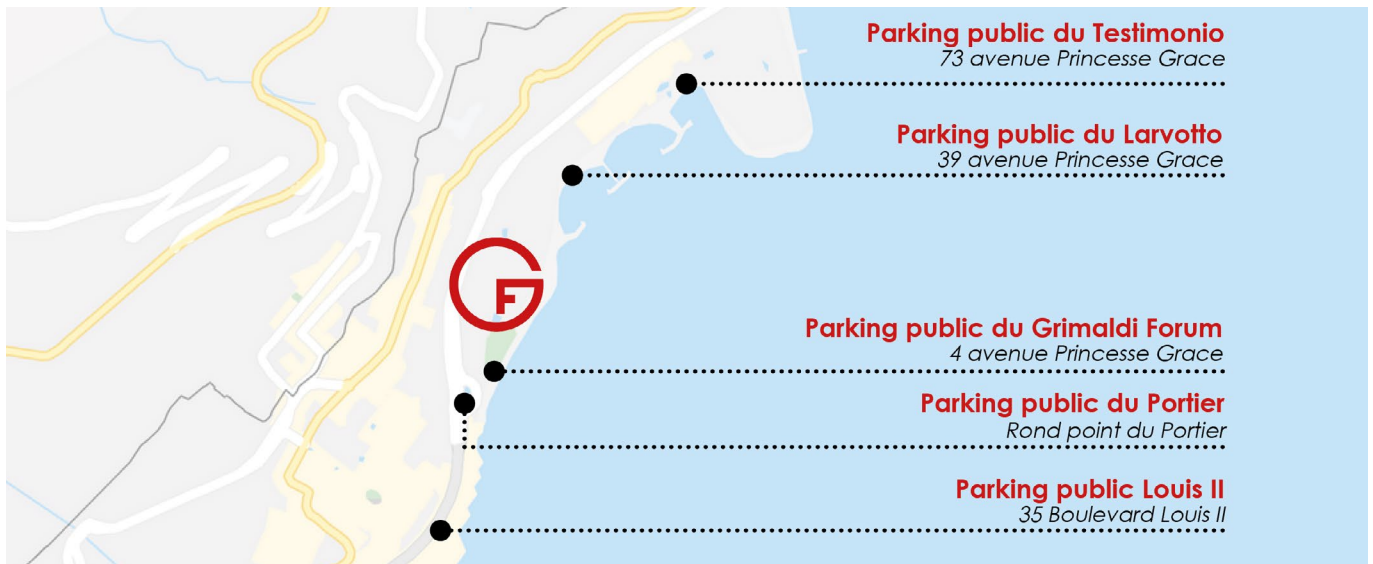 Parking public du Testimonio
73 avenue Princesse Grace
Parking public du Larvotto
39 avenue Princesse Grace
GF
Parking public du Grimaldi Forum
4 avenue Princesse Grace
Parking public du Portier
Rond point du Portier
Parking public Louis II
35 Boulevard Louis II